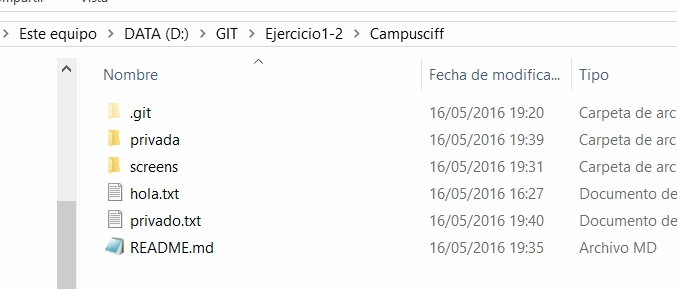 Compartir Vista
Este equipo > DATA (D:) > GIT > Ejercicio1-2 > Campusciff
Nombre Fecha de modifica... Tipo
.git 16/05/2016 19:20 Carpeta de arc
privada 16/05/2016 19:39 Carpeta de arc
screens 16/05/2016 19:31 Carpeta de arc
hola.txt 16/05/2016 16:27 Documento de
privado.txt 16/05/2016 19:40 Documento de
README.md 16/05/2016 19:35 Archivo MD